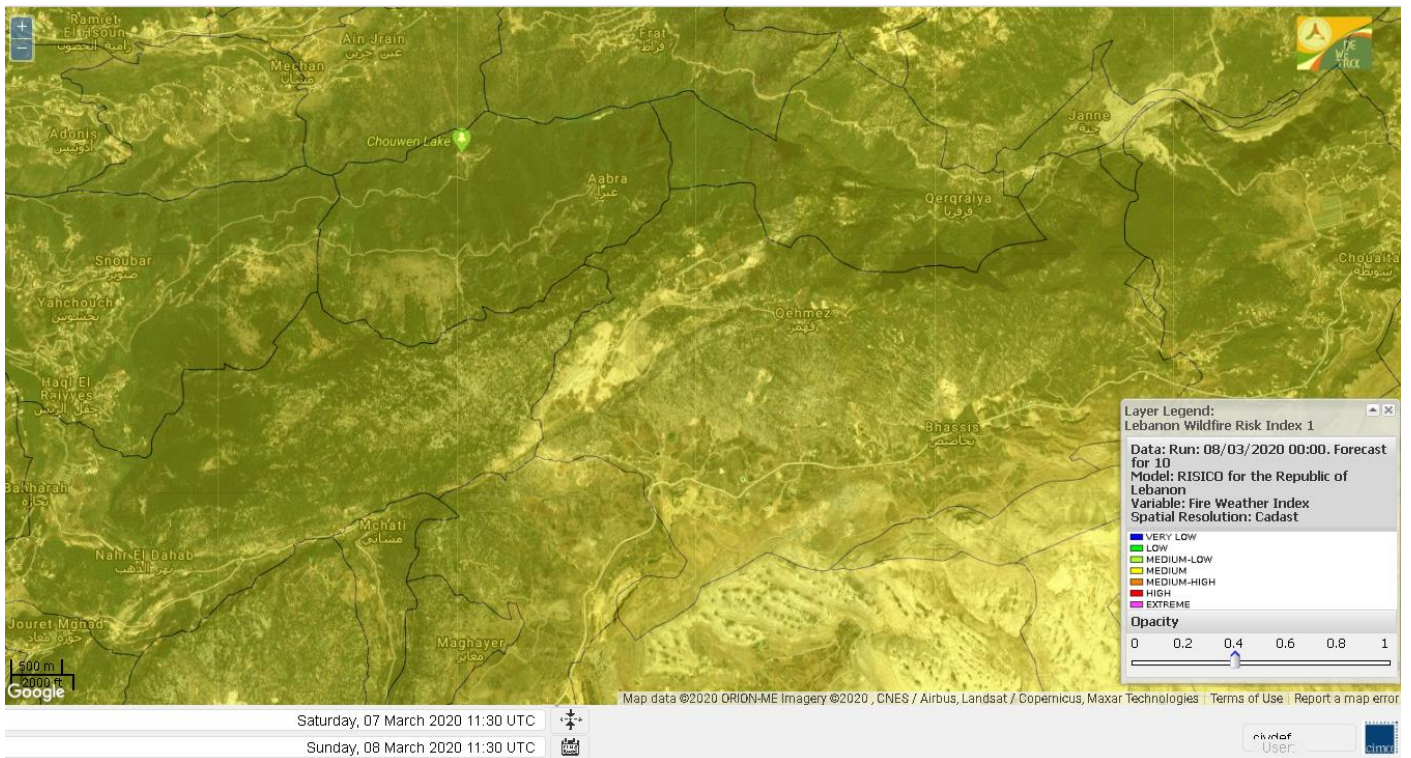 +
−
Ramiet
El Hsoun
رامية الحصون
Ain Jrain
عين جرين
Mechan
مشان
Frat
فراط
Adonis
أدونيس
Chouwen Lake
Janne
جنة
Aabra
عبرا
Qerqraiya
قرقريا
Snoubar
صنوبر
Chouaita
شويطة
Yahchouch
يحشوش
Qehmez
قهمز
Haql El
Raiyyes
حقل الريس
Bhassis
بحاصيص
Mchati
مشاتي
Nahr El Dahab
نهر الذهب
Jouret Mgnad
Maghayer
مغاير
500 m
2000 ft
Google
Layer Legend:
Lebanon Wildfire Risk Index 1
Data: Run: 08/03/2020 00:00. Forecast
for 10
Model: RISICO for the Republic of
Lebanon
Variable: Fire Weather Index
Spatial Resolution: Cadast
VERY LOW
LOW
MEDIUM-LOW
MEDIUM
MEDIUM-HIGH
HIGH
EXTREME
Opacity
0 0.2 0.4 0.6 0.8 1
Map data ©2020 ORION-ME Imagery ©2020 , CNES / Airbus, Landsat / Copernicus, Maxar Technologies Terms of Use Report a map error
Saturday, 07 March 2020 11:30 UTC
Sunday, 08 March 2020 11:30 UTC
civdef
User:
cima